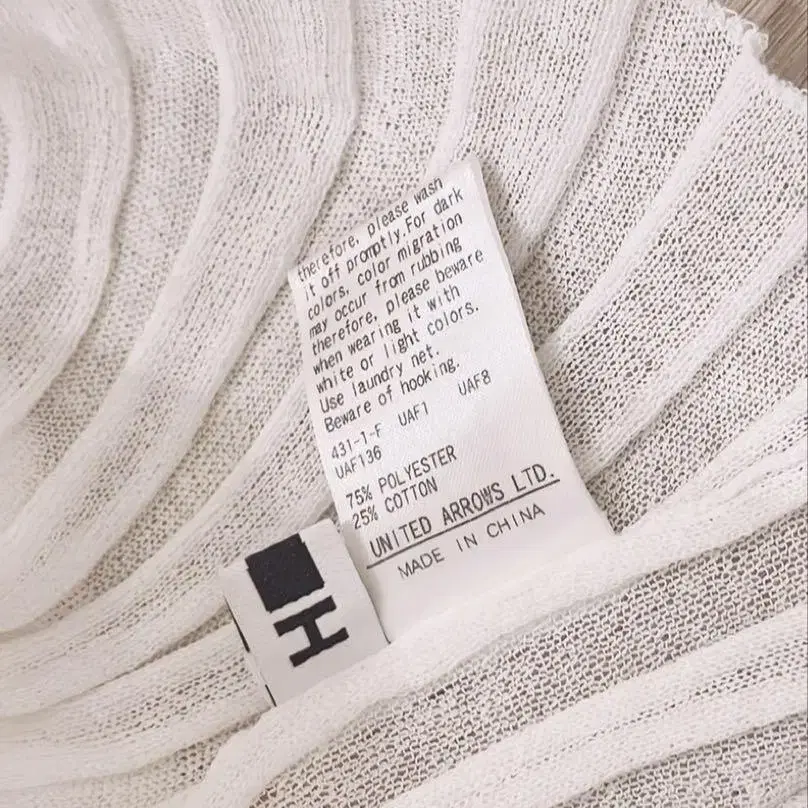 therefore, please wash
it off promptly.For dark
colors, color migration
may occur from rubbing
therefore, please beware
when wearing it with
white or light colors.
Use laundry net.
Beware of hooking.
431-1-F UAF1 UAF8
UAF136
75% POLYESTER
25% COTTON
UNITED ARROWS LTD.
MADE IN CHINA
H